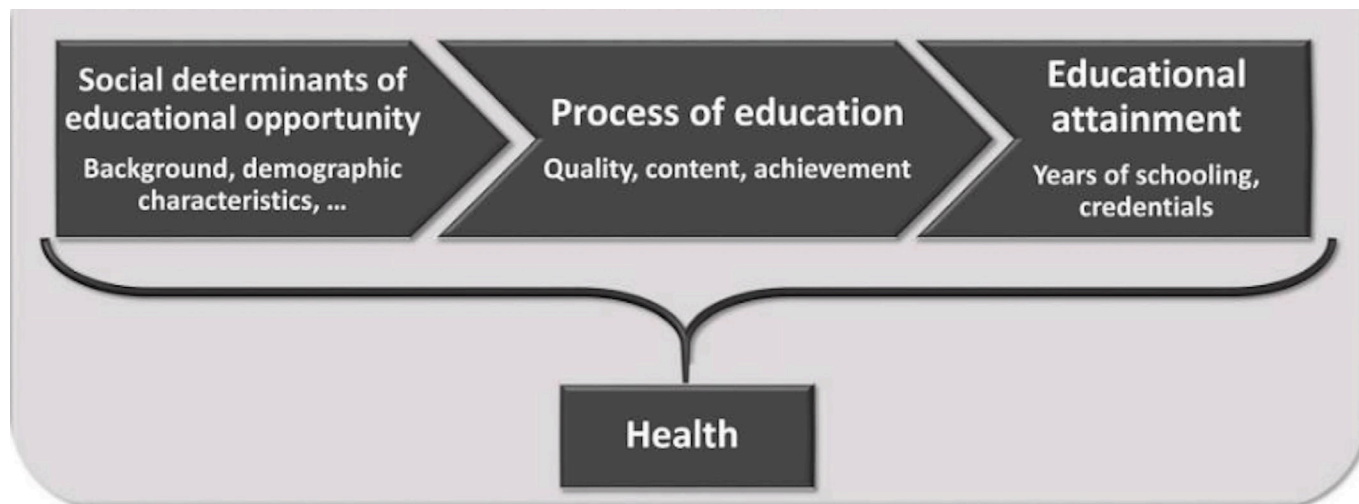 Social determinants of
educational opportunity
Background, demographic
characteristics, ...
Process of education
Quality, content, achievement
Educational
attainment
Years of schooling,
credentials
Health